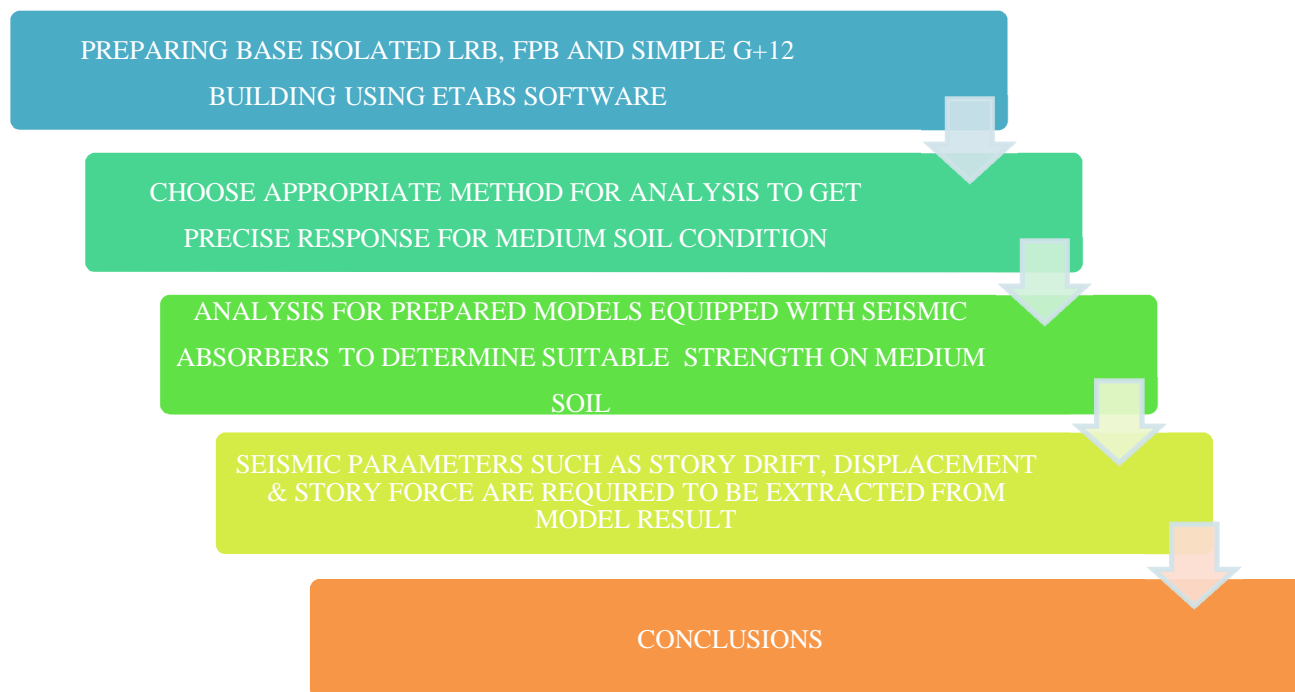 PREPARING BASE ISOLATED LRB, FPB AND SIMPLE G+12
BUILDING USING ETABS SOFTWARE
CHOOSE APPROPRIATE METHOD FOR ANALYSIS TO GET
PRECISE RESPONSE FOR MEDIUM SOIL CONDITION
ANALYSIS FOR PREPARED MODELS EQUIPPED WITH SEISMIC
ABSORBERS TO DETERMINE SUITABLE STRENGTH ON MEDIUM
SOIL
SEISMIC PARAMETERS SUCH AS STORY DRIFT, DISPLACEMENT
& STORY FORCE ARE REQUIRED TO BE EXTRACTED FROM
MODEL RESULT
CONCLUSIONS